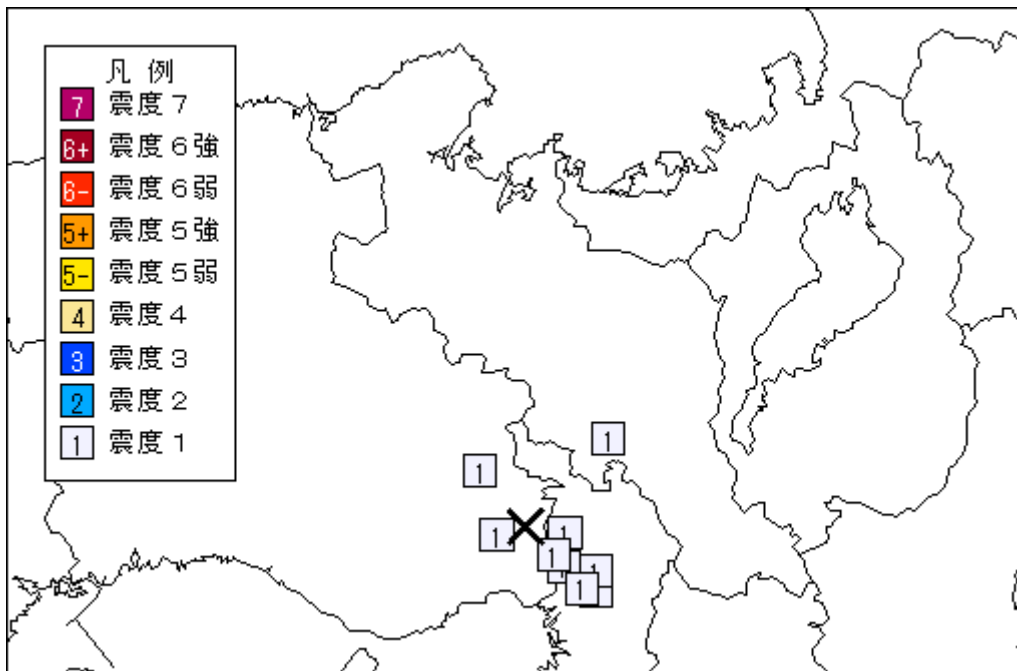 凡 例
7 震度７
6+ 震度６強
6- 震度６弱
5+ 震度５強
5- 震度５弱
4 震度４
3 震度３
2 震度２
1 震度１
1
1
1
1
1
1
1